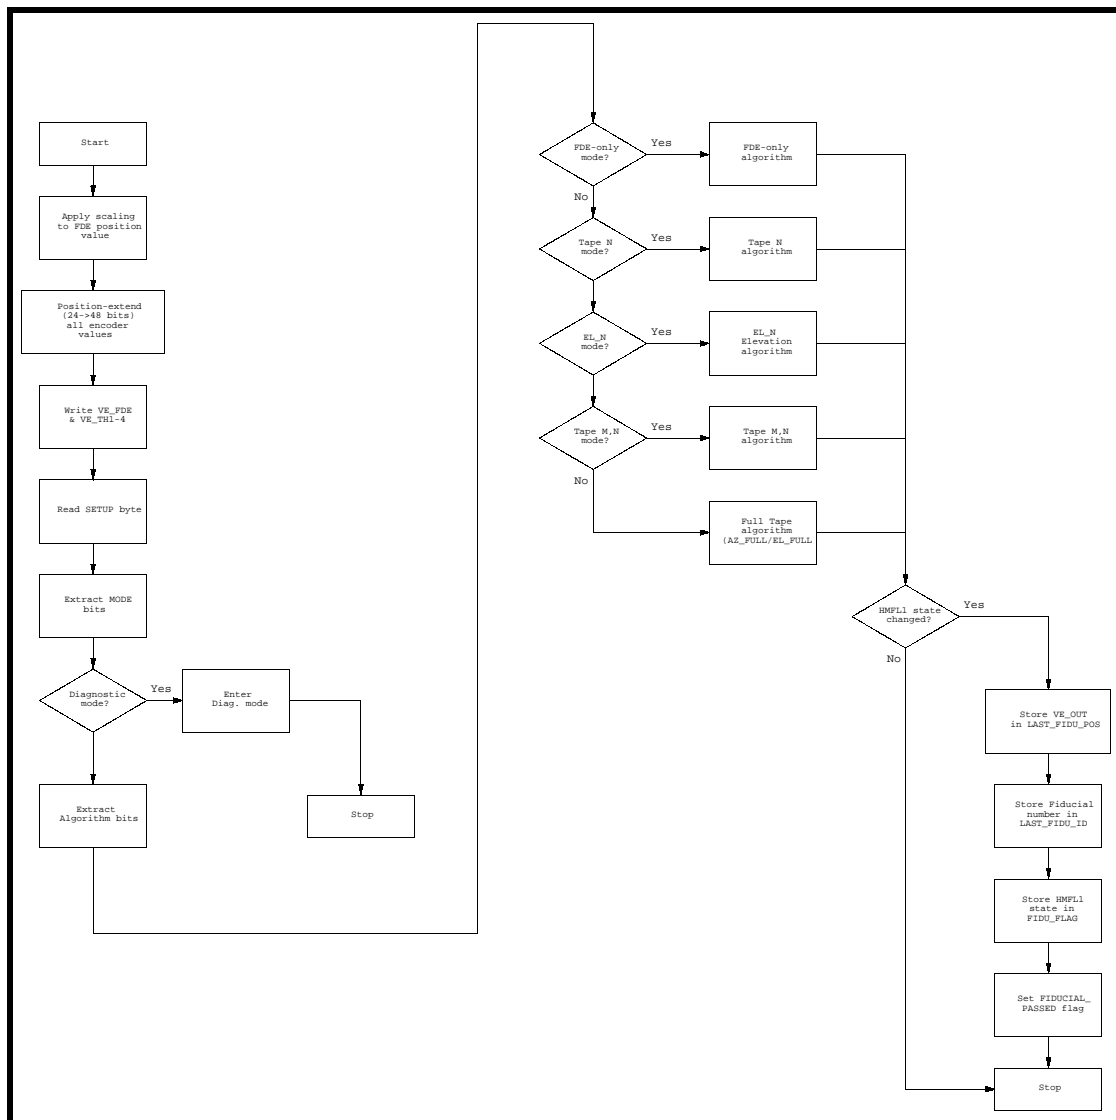 Start
Apply scaling
to FDE position
value
Position-extend
(24->48 bits)
all encoder
values
Write VE_FDE
& VE_TH1-4
Read SETUP byte
Extract MODE
bits
Diagnostic
mode?
Yes
Enter
Diag. mode
Stop
Extract
Algorithm bits
FDE-only
mode?
Yes
FDE-only
algorithm
No
Tape N
mode?
Yes
Tape N
algorithm
EL_N
mode?
Yes
EL_N
Elevation
algorithm
Tape M,N
mode?
Yes
Tape M,N
algorithm
No
Full Tape
algorithm
(AZ_FULL/EL_FULL
HMFL1 state
changed?
Yes
No
Store VE_OUT
in LAST_FIDU_POS
Store Fiducial
number in
LAST_FIDU_ID
Store HMFL1
state in
FIDU_FLAG
Set FIDUCIAL_
PASSED flag
Stop